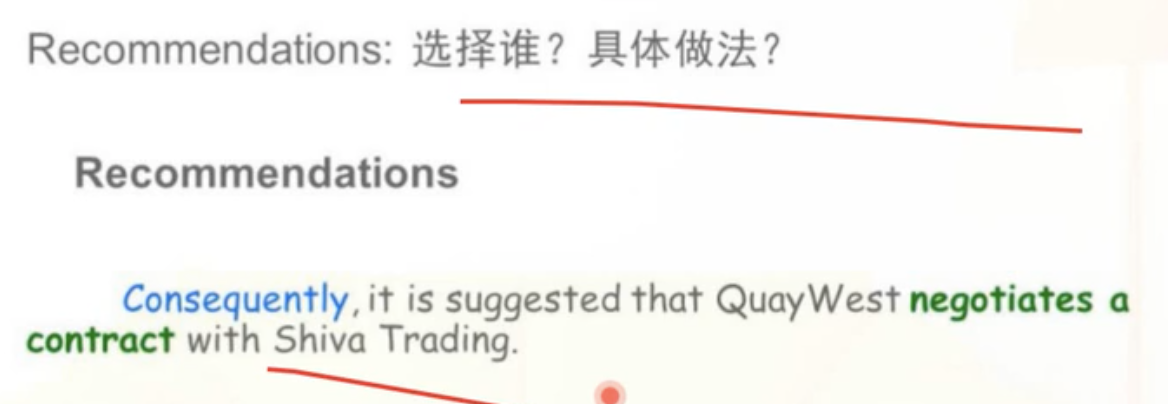 Recommendations: 选择谁？具体做法？
Recommendations
Consequently, it is suggested that QuayWest negotiates a
contract with Shiva Trading.